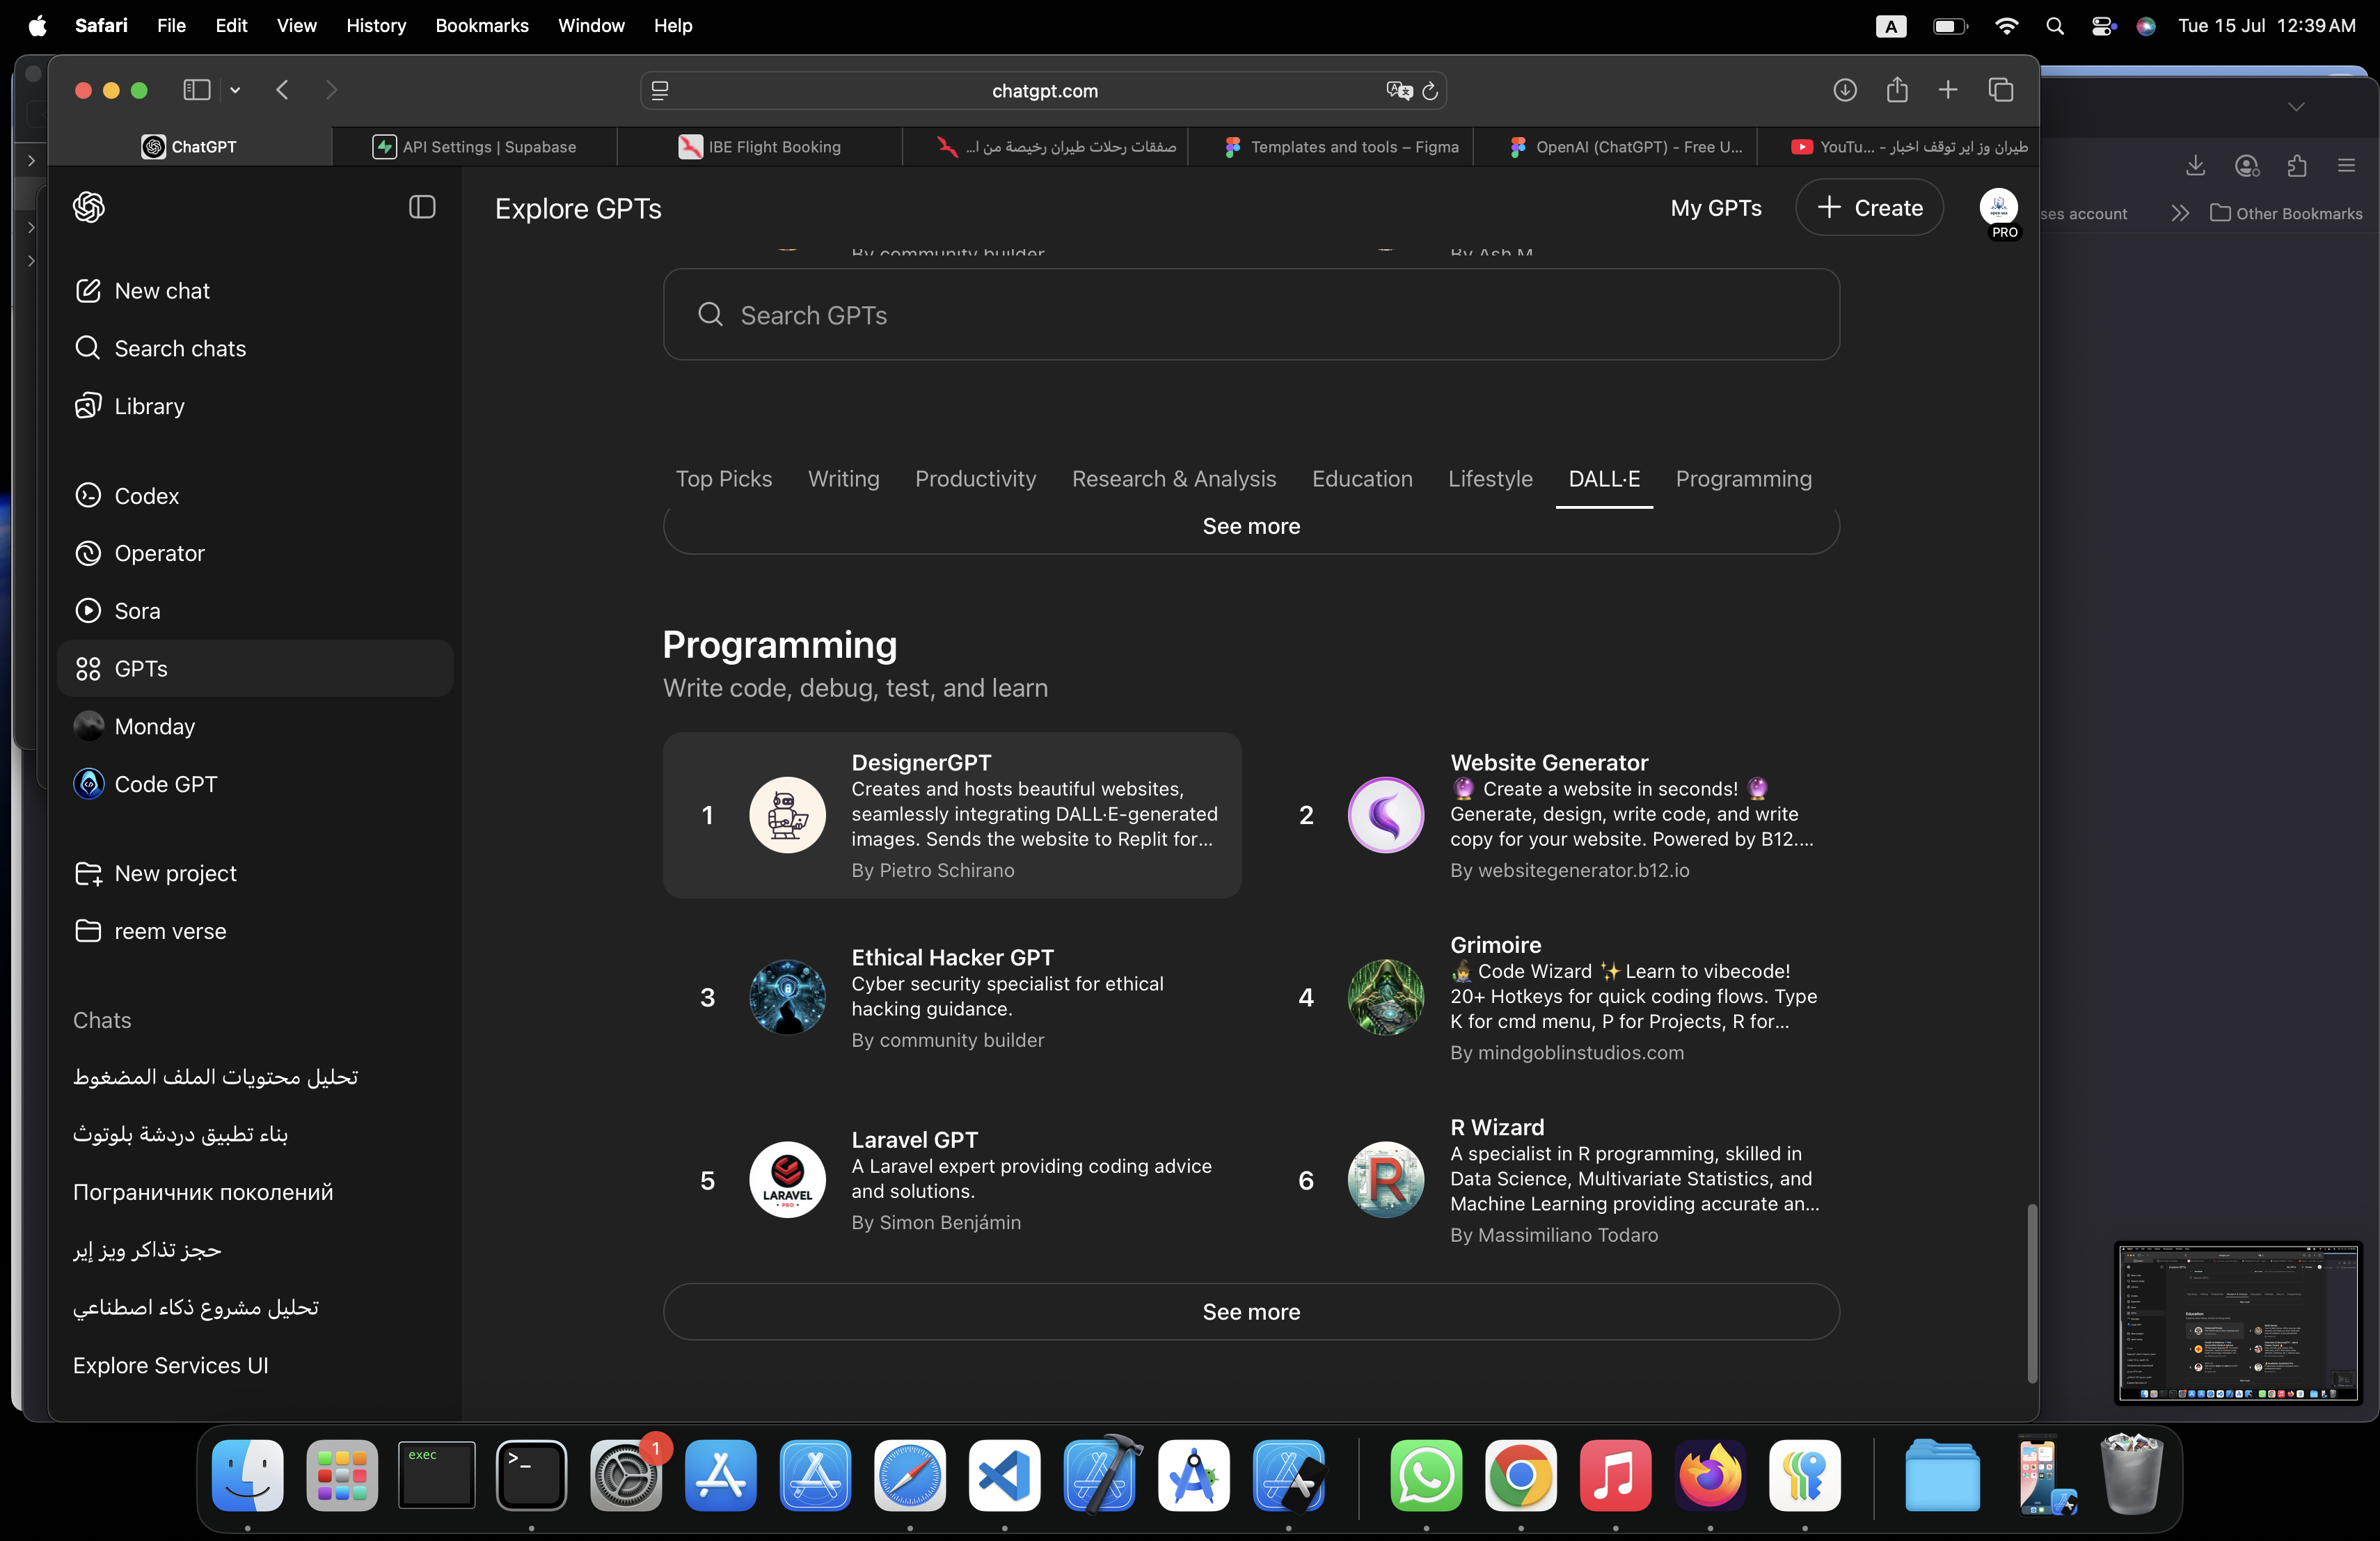 Safari File Edit View History Bookmarks Window Help
A Tue 15 Jul 12:39 AM
chatgpt.com
ChatGPT
API Settings | Supabase
IBE Flight Booking
صفقات رحلات طيران رخيصة من ا...
Templates and tools – Figma
OpenAI (ChatGPT) - Free U...
طيران وز اير توقف اخبار - YouTu...
ses account
Other Bookmarks
Explore GPTs
My GPTs
+ Create
PRO
New chat
Search chats
Library
Codex
Operator
Sora
GPTs
Monday
Code GPT
New project
reem verse
Chats
تحليل محتويات الملف المضغوط
بناء تطبيق دردشة بلوتوث
Пограничник поколений
حجز تذاكر ويز إير
تحليل مشروع ذكاء اصطناعي
Explore Services UI
By community builder
By Ash M
Search GPTs
Top Picks Writing Productivity Research & Analysis Education Lifestyle DALL·E Programming
See more
Programming
Write code, debug, test, and learn
1
DesignerGPT
Creates and hosts beautiful websites,
seamlessly integrating DALL·E-generated
images. Sends the website to Replit for...
By Pietro Schirano
2
Website Generator
🔮 Create a website in seconds! 🔮
Generate, design, write code, and write
copy for your website. Powered by B12....
By websitegenerator.b12.io
3
Ethical Hacker GPT
Cyber security specialist for ethical
hacking guidance.
By community builder
4
Grimoire
🧙‍♂️ Code Wizard ✨ Learn to vibecode!
20+ Hotkeys for quick coding flows. Type
K for cmd menu, P for Projects, R for...
By mindgoblinstudios.com
5
LARAVEL
PRO
Laravel GPT
A Laravel expert providing coding advice
and solutions.
By Simon Benjámin
6
R
R Wizard
A specialist in R programming, skilled in
Data Science, Multivariate Statistics, and
Machine Learning providing accurate an...
By Massimiliano Todaro
See more
exec
1